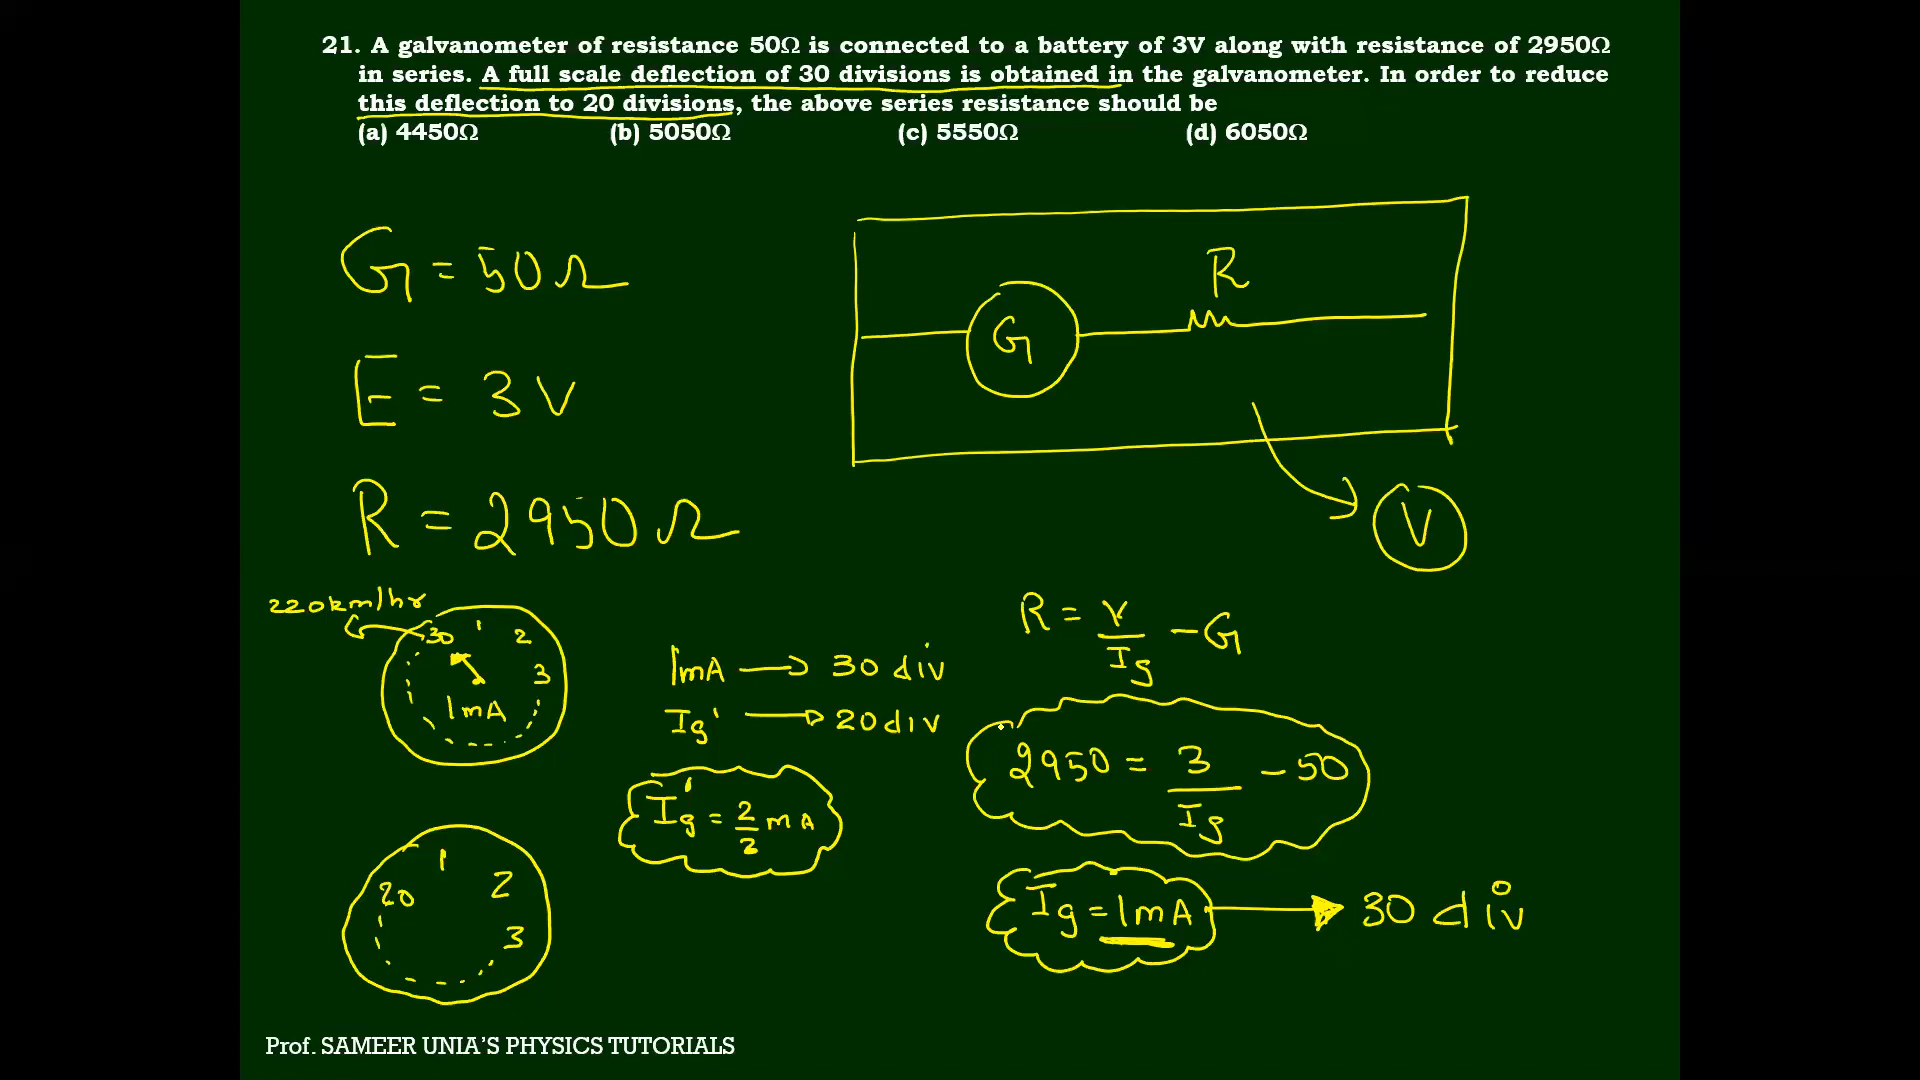 21. A galvanometer of resistance 50Ω is connected to a battery of 3V along with resistance of 2950Ω
in series. A full scale deflection of 30 divisions is obtained in the galvanometer. In order to reduce
this deflection to 20 divisions, the above series resistance should be
(a) 4450Ω (b) 5050Ω (c) 5550Ω (d) 6050Ω
G = 50Ω
E = 3V
R = 2950Ω
R
G
V
220km/hr
30 1 2
3
1mA
1mA → 30 div
Ig' → 20 div
Ig' = 2/2 mA
R = V/Ig - G
2950 = 3/Ig - 50
Ig = 1mA → 30 div
1
20 2
3
Prof. SAMEER UNIA'S PHYSICS TUTORIALS